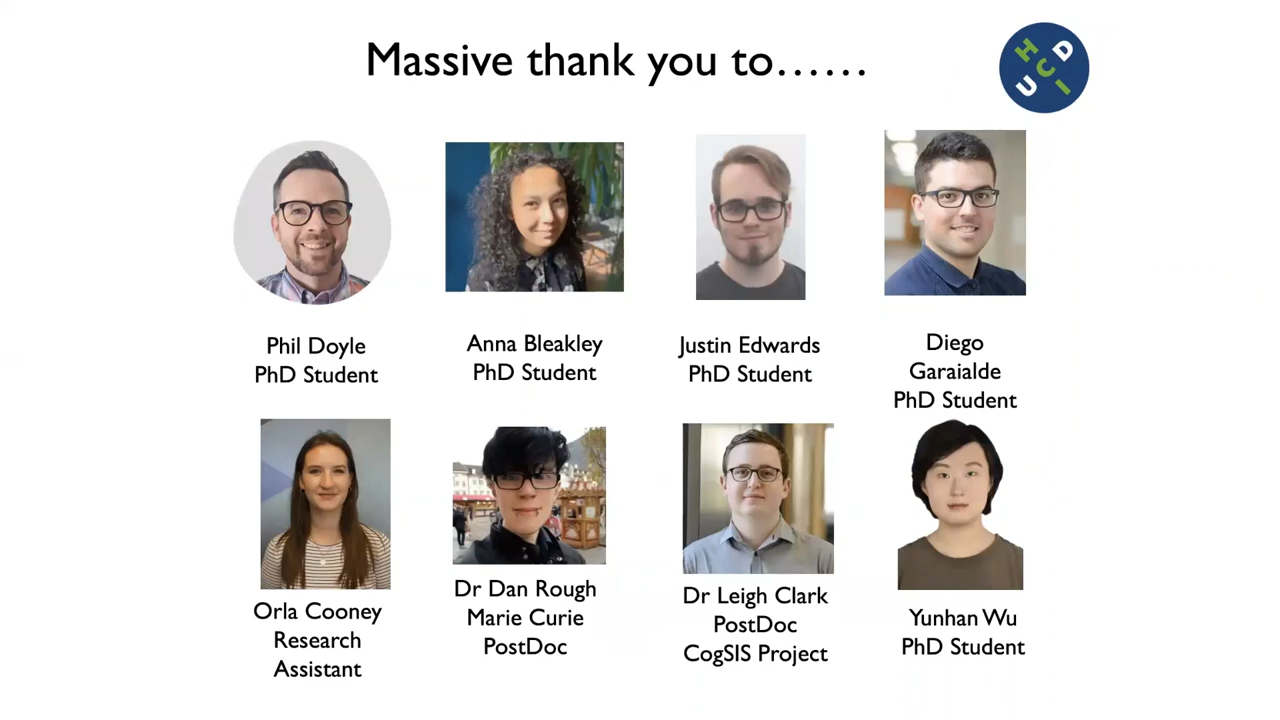 Massive thank you to……
H D
C
U I
Phil Doyle
PhD Student
Anna Bleakley
PhD Student
Justin Edwards
PhD Student
Diego
Garaialde
PhD Student
Orla Cooney
Research
Assistant
Dr Dan Rough
Marie Curie
PostDoc
Dr Leigh Clark
PostDoc
CogSIS Project
Yunhan Wu
PhD Student